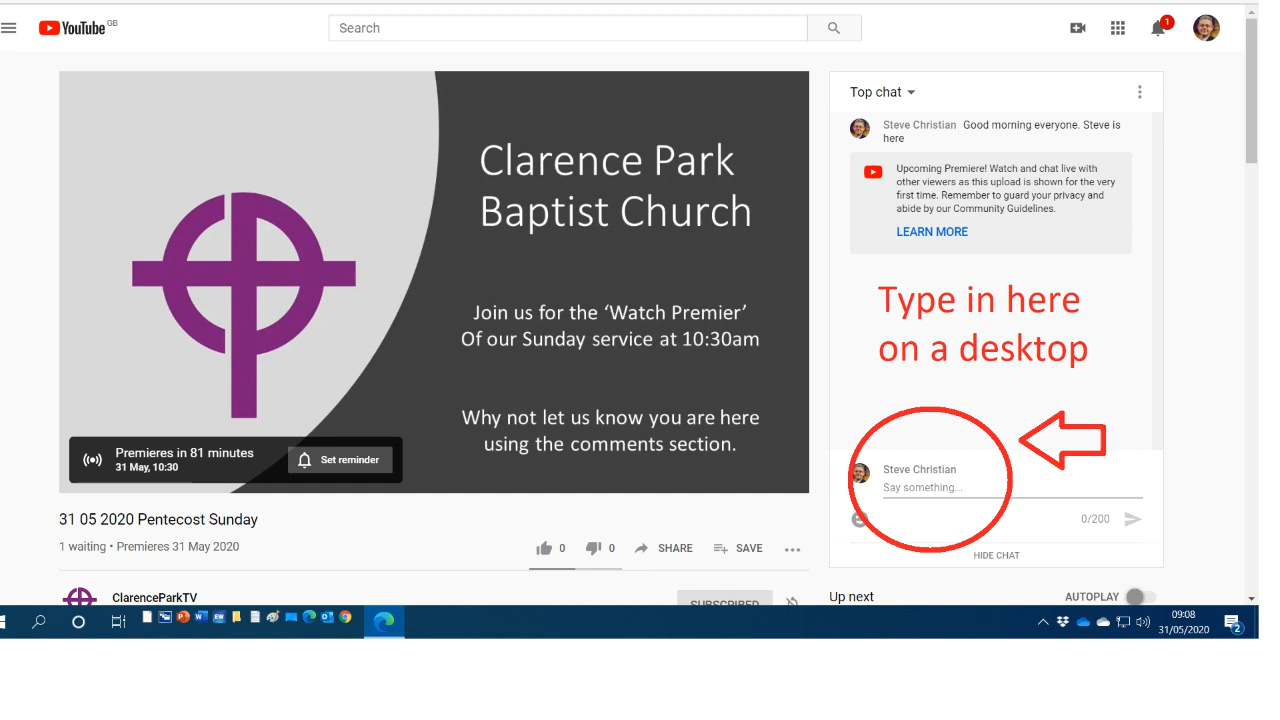 YouTube GB
Search
1
Clarence Park
Baptist Church
Join us for the ‘Watch Premier’
Of our Sunday service at 10:30am
Why not let us know you are here
using the comments section.
Premieres in 81 minutes
31 May, 10:30
Set reminder
31 05 2020 Pentecost Sunday
1 waiting • Premieres 31 May 2020
0
0
SHARE
SAVE
ClarenceParkTV
SUBSCRIBED
Top chat
Steve Christian Good morning everyone. Steve is
here
Upcoming Premiere! Watch and chat live with
other viewers as this upload is shown for the very
first time. Remember to guard your privacy and
abide by our Community Guidelines.
LEARN MORE
Type in here
on a desktop
Steve Christian
Say something...
0/200
HIDE CHAT
Up next
AUTOPLAY
09:08
31/05/2020
2